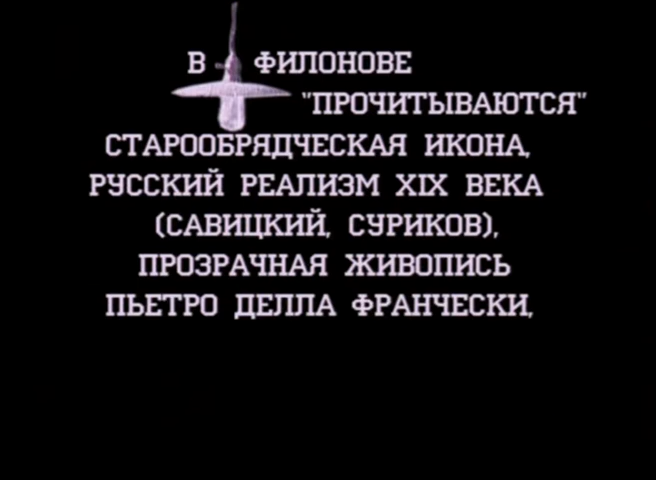 В ФИЛОНОВЕ
"ПРОЧИТЫВАЮТСЯ"
СТАРООБРЯДЧЕСКАЯ ИКОНА,
РУССКИЙ РЕАЛИЗМ XIX ВЕКА
(САВИЦКИЙ, СУРИКОВ),
ПРОЗРАЧНАЯ ЖИВОПИСЬ
ПЬЕТРО ДЕЛЛА ФРАНЧЕСКИ,